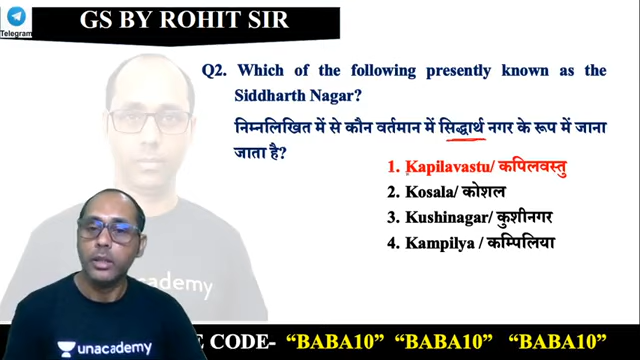 GS BY ROHIT SIR
Telegram
Q2. Which of the following presently known as the
Siddharth Nagar?
निम्नलिखित में से कौन वर्तमान में सिद्धार्थ नगर के रूप में जाना
जाता है?
1. Kapilavastu/ कपिलवस्तु
2. Kosala/ कोशल
3. Kushinagar/ कुशीनगर
4. Kampilya / कम्पिलिया
unacademy
unacademy
E CODE- “BABA10” “BABA10” “BABA10”